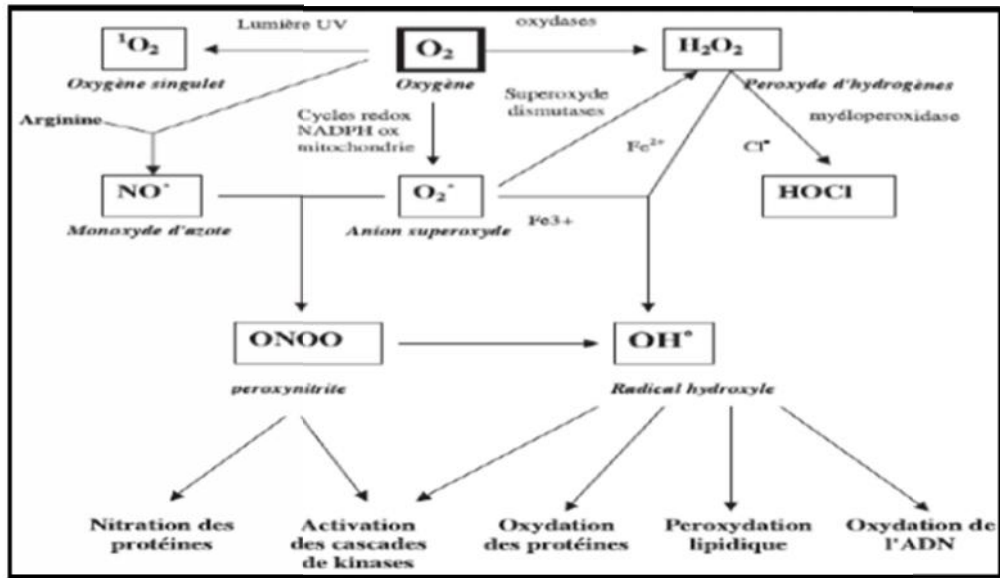 Lumière UV
oxydases
¹O₂
O₂
H₂O₂
Oxygène singulet
Oxygène
Peroxyde d'hydrogènes
Arginine
Cycles redox
NADPH ox
mitochondrie
Superoxyde
dismutases
myéloperoxidase
Fe²⁺
Cl⁻
NO°
O₂°
HOCl
Monoxyde d'azote
Anion superoxyde
Fe3+
ONOO
OH°
peroxynitrite
Radical hydroxyle
Nitration des
protéines
Activation
des cascades
de kinases
Oxydation
des protéines
Peroxydation
lipidique
Oxydation de
l'ADN